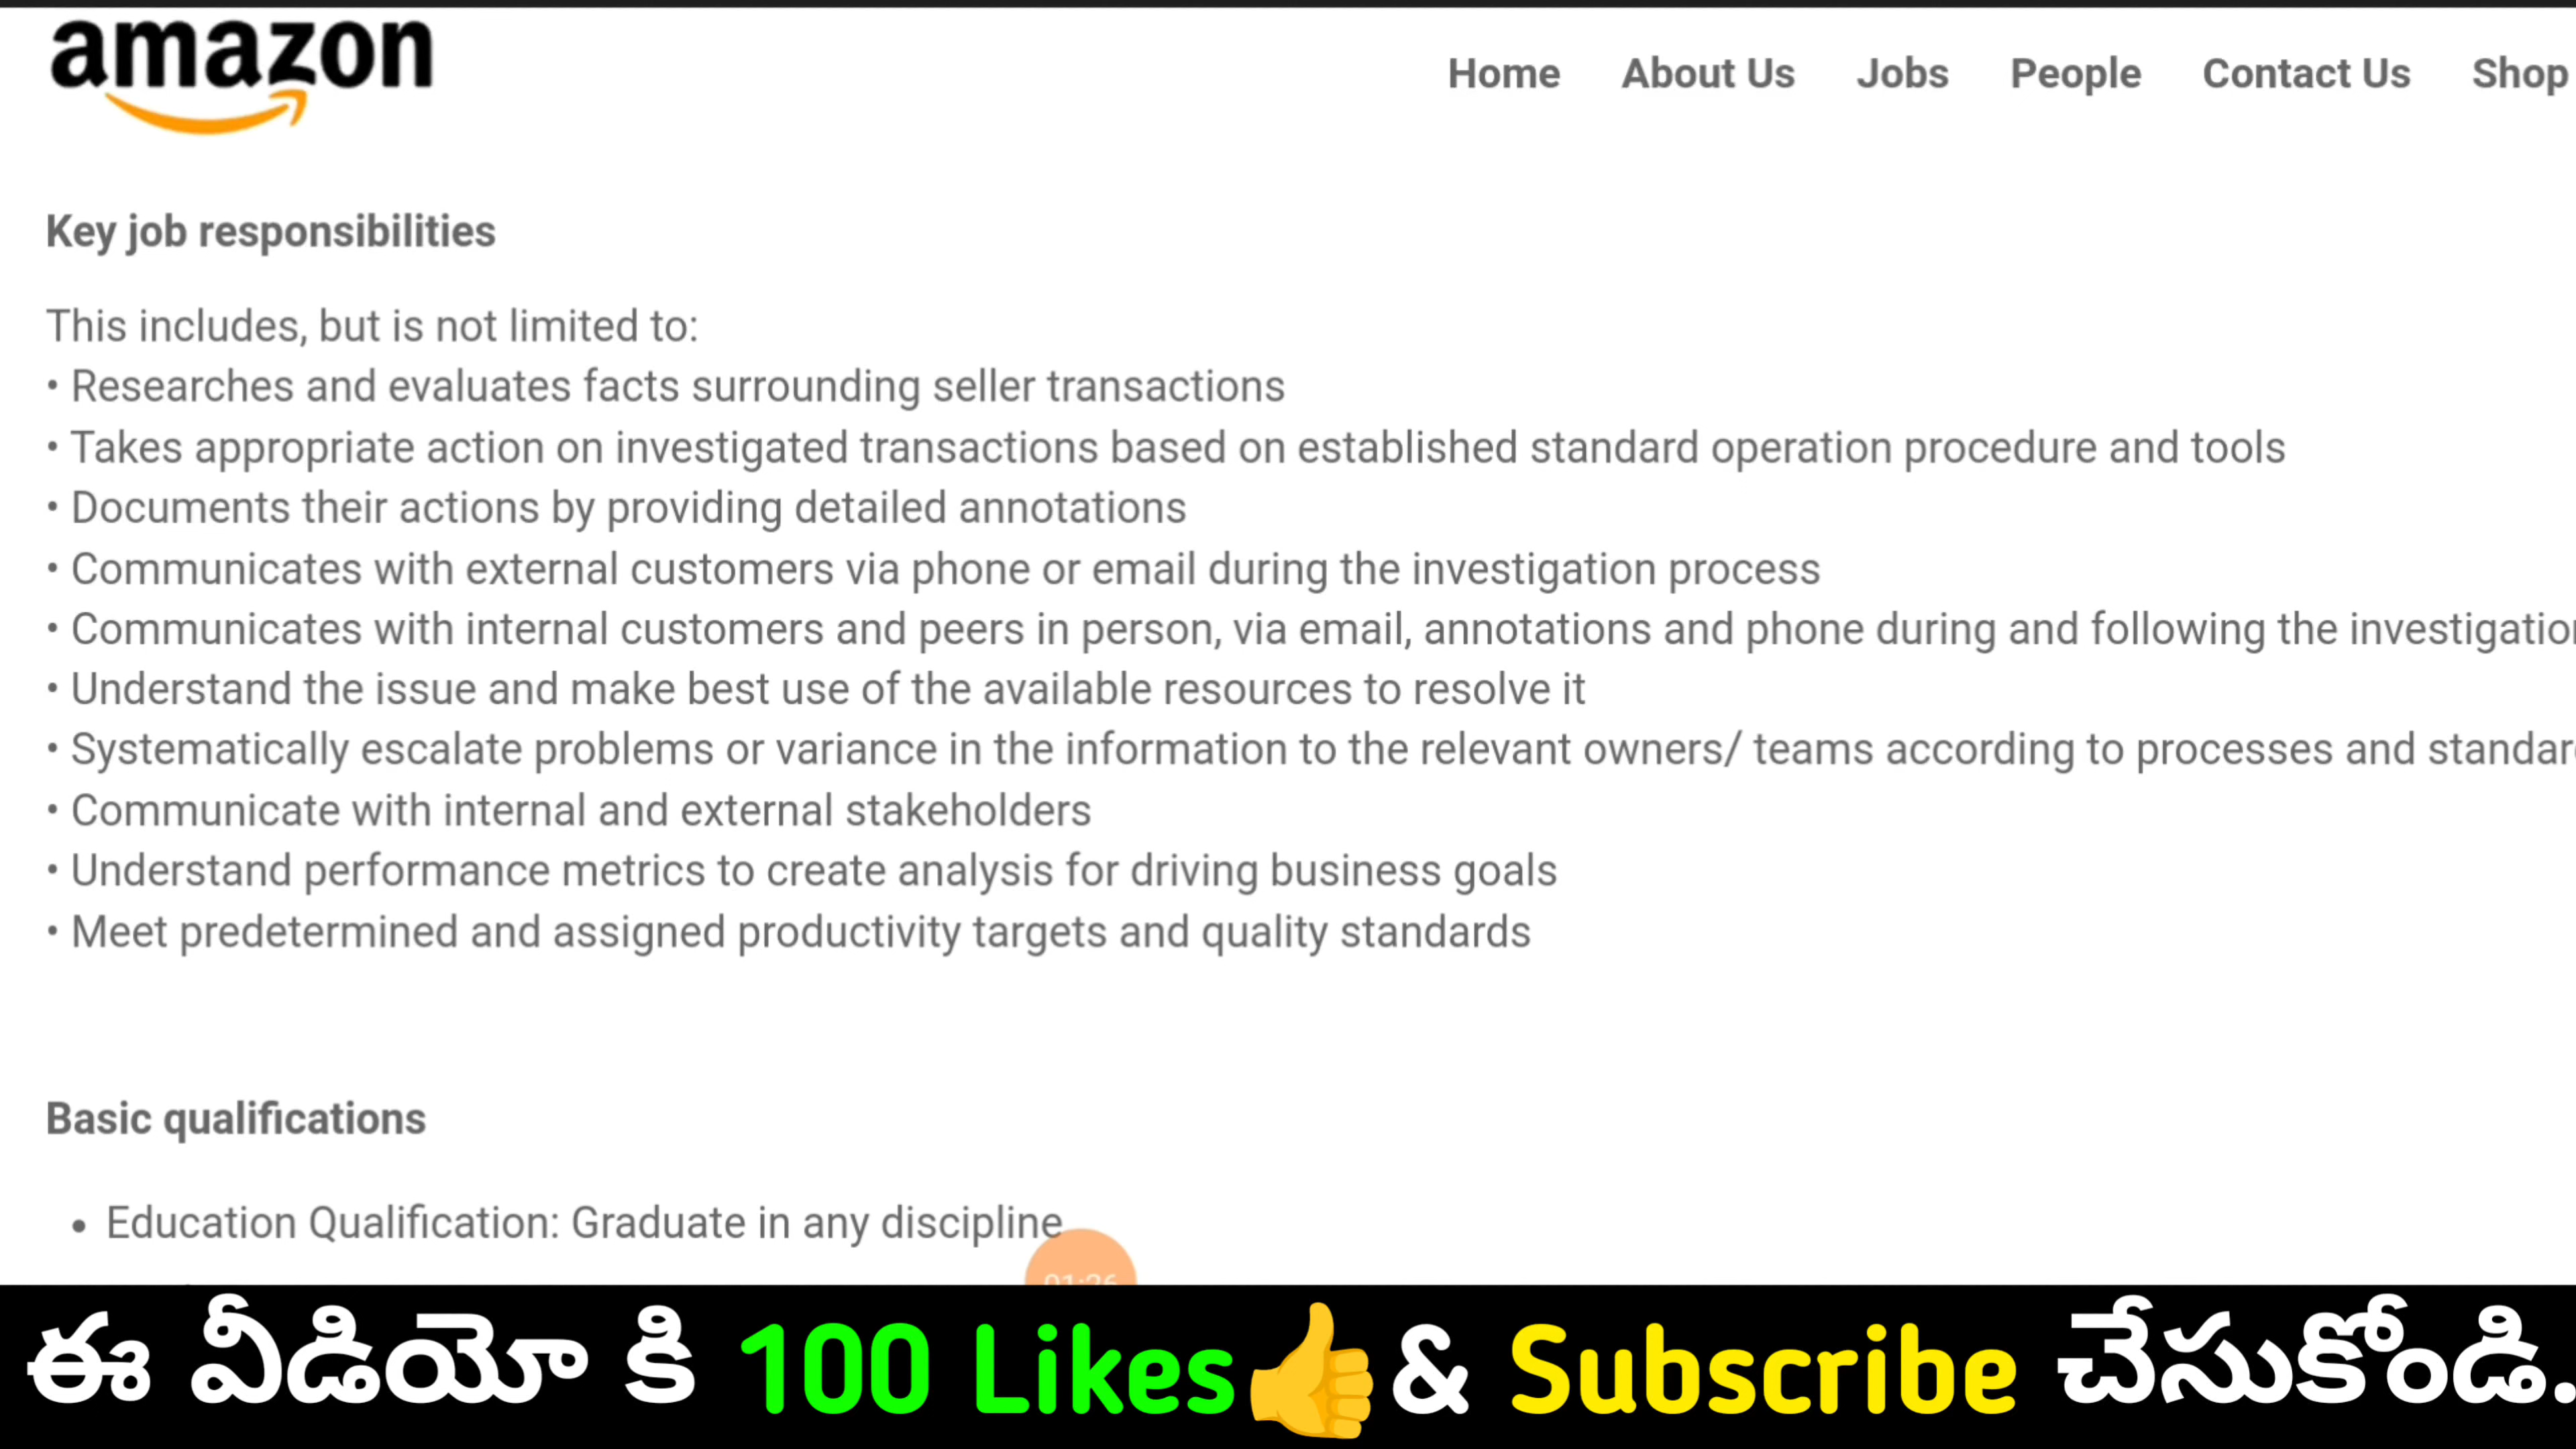 amazon
Home About Us Jobs People Contact Us Shop
Key job responsibilities
This includes, but is not limited to:
• Researches and evaluates facts surrounding seller transactions
• Takes appropriate action on investigated transactions based on established standard operation procedure and tools
• Documents their actions by providing detailed annotations
• Communicates with external customers via phone or email during the investigation process
• Communicates with internal customers and peers in person, via email, annotations and phone during and following the
• Understand the issue and make best use of the available resources to resolve it
• Systematically escalate problems or variance in the information to the relevant owners/ teams according to processes and
• Communicate with internal and external stakeholders
• Understand performance metrics to create analysis for driving business goals
• Meet predetermined and assigned productivity targets and quality standards
Basic qualifications
• Education Qualification: Graduate in any discipline
ఈ వీడియో కి 100 Likes👍& Subscribe చేసుకోండి.